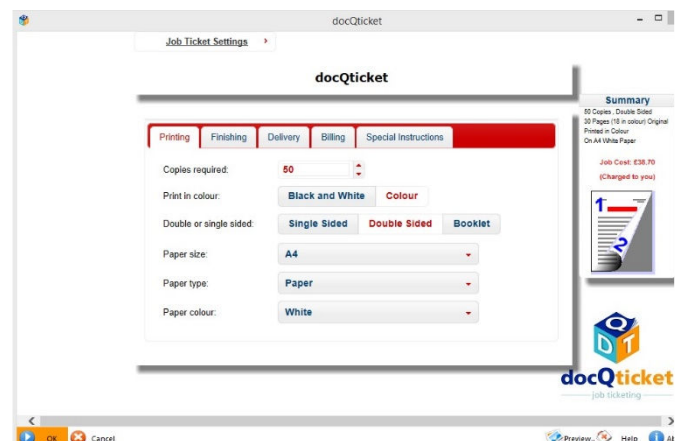 docQticket
Job Ticket Settings
docQticket
Printing Finishing Delivery Billing Special Instructions
Copies required: 50
Print in colour: Black and White Colour
Double or single sided: Single Sided Double Sided Booklet
Paper size: A4
Paper type: Paper
Paper colour: White
Summary
50 Copies , Double Sided
30 Pages (18 in colour) Original
Printed in Colour
On A4 White Paper
Job Cost: £38.70
(Charged to you)
1
2
Q
D T
docQticket
job ticketing
OK Cancel Preview.. Help